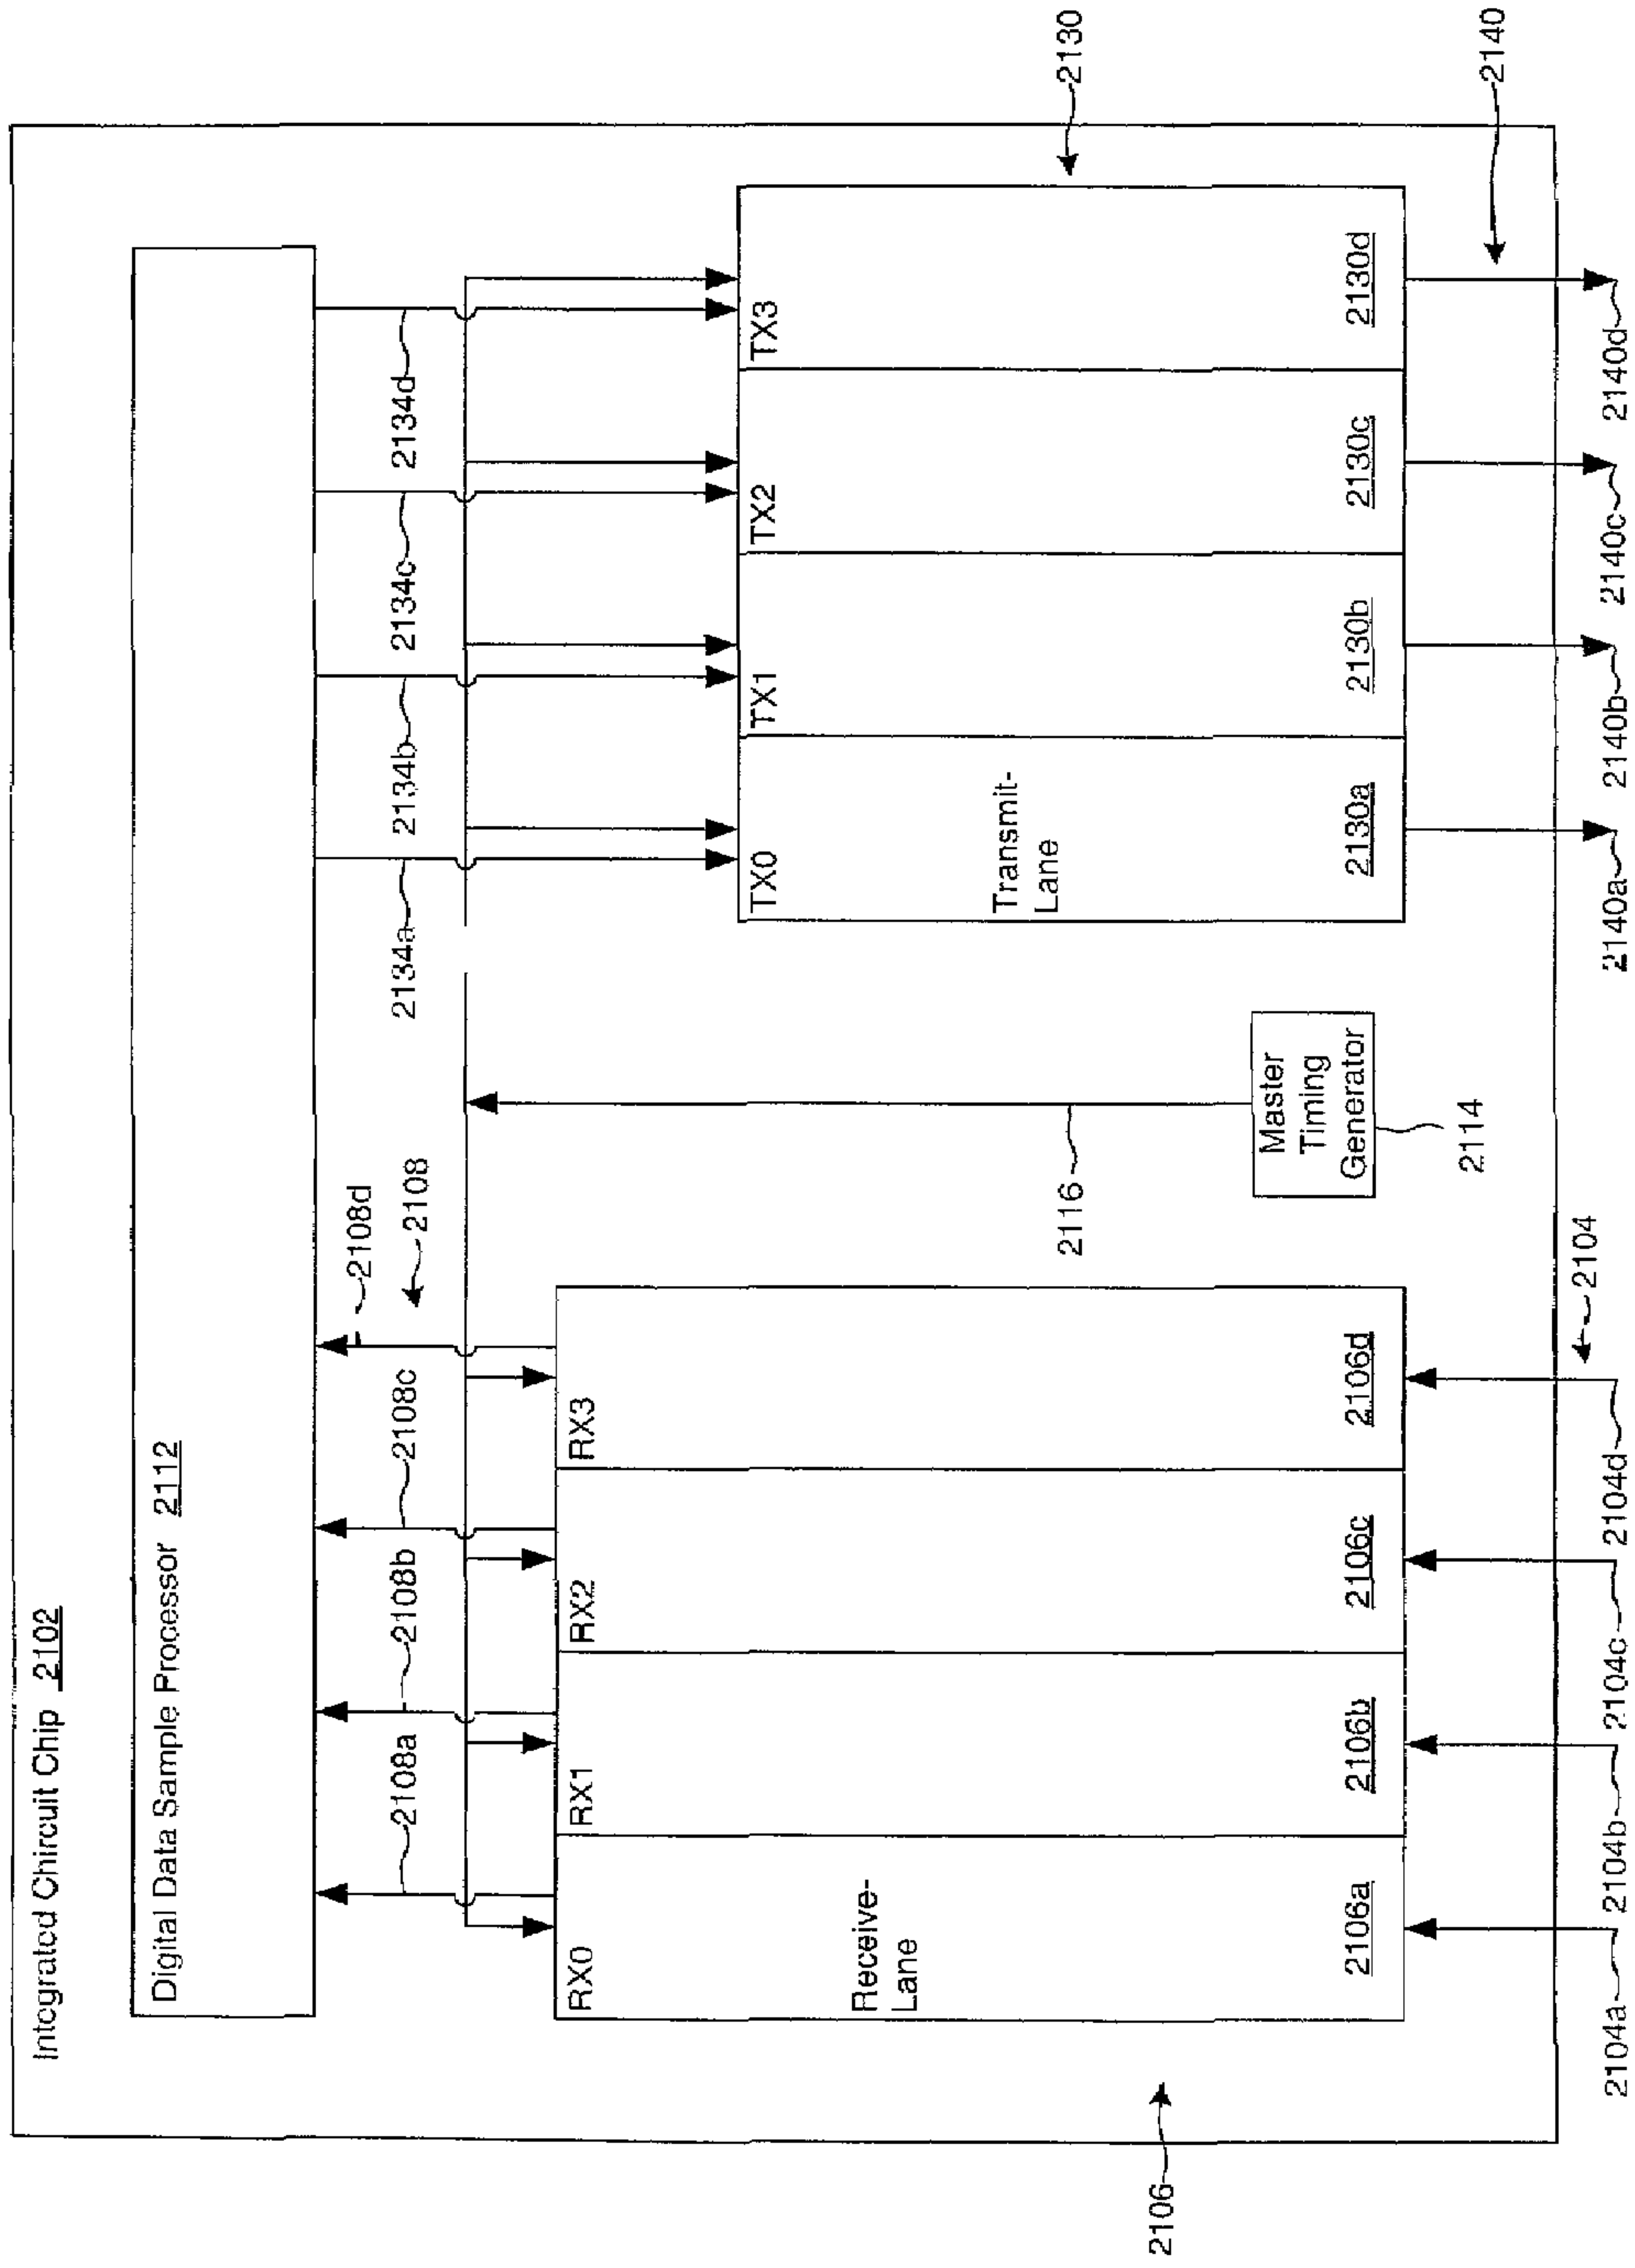 Integrated Chircuit Chip 2102
Digital Data Sample Processor 2112
2108a
2108b
2108c
2108d
2108
2134a
2134b
2134c
2134d
RX0
RX1
RX2
RX3
TX0
TX1
TX2
TX3
Receive-
Lane
Transmit-
Lane
2116
2130
2106
Master
Timing
Generator
2114
2106a
2106b
2106c
2106d
2130a
2130b
2130c
2130d
2104
2140
2104a
2104b
2104c
2104d
2140a
2140b
2140c
2140d